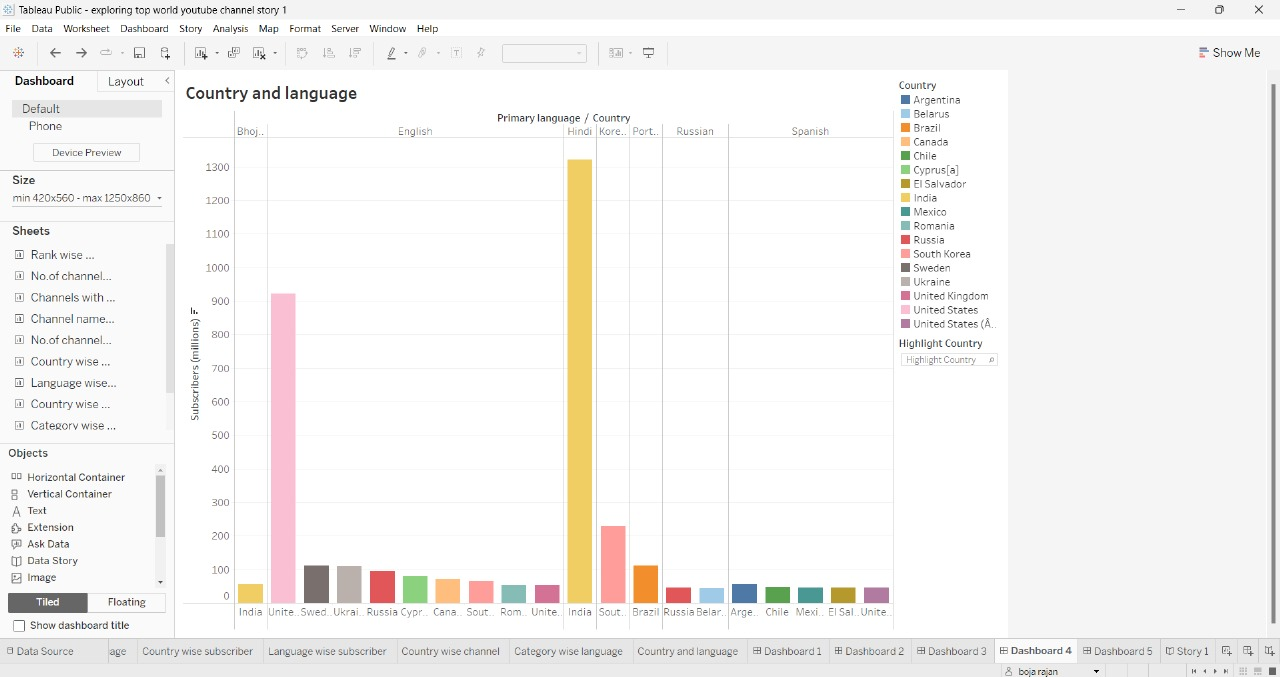 Tableau Public - exploring top world youtube channel story 1
File Data Worksheet Dashboard Story Analysis Map Format Server Window Help
Show Me
Dashboard Layout
Default
Phone
Device Preview
Size
min 420x560 - max 1250x860
Sheets
Rank wise ...
No.of channel...
Channels with ...
Channel name...
No.of channel...
Country wise ...
Language wise...
Country wise ...
Category wise ...
Objects
Horizontal Container
Vertical Container
Text
Extension
Ask Data
Data Story
Image
Tiled Floating
Show dashboard title
Country and language
Primary language / Country
Bhoj.. English Hindi Kore.. Port.. Russian Spanish
Subscribers (millions)
1300
1200
1100
1000
900
800
700
600
500
400
300
200
100
0
India Unite.. Swed.. Ukrai.. Russia Cypr.. Cana.. Sout.. Rom.. Unite.. India Sout.. Brazil Russia Belar.. Arge.. Chile Mexi.. El Sal.. Unite..
Country
Argentina
Belarus
Brazil
Canada
Chile
Cyprus[a]
El Salvador
India
Mexico
Romania
Russia
South Korea
Sweden
Ukraine
United Kingdom
United States
United States (Â..
Highlight Country
Highlight Country
Data Source age Country wise subscriber Language wise subscriber Country wise channel Category wise language Country and language Dashboard 1 Dashboard 2 Dashboard 3 Dashboard 4 Dashboard 5 Story 1
boja rajan